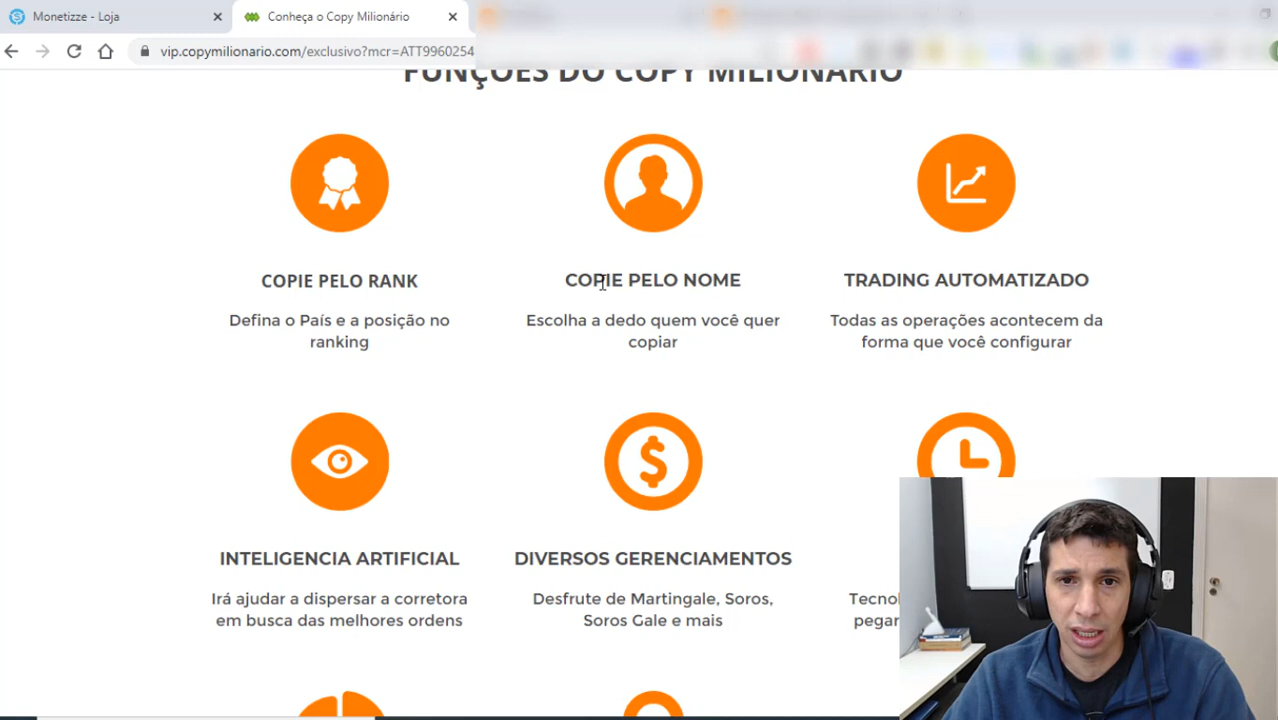 Monetizze - Loja
Conheça o Copy Milionário
vip.copymilionario.com/exclusivo?mcr=ATT9960254
FUNÇÕES DO COPY MILIONÁRIO
COPIE PELO RANK
COPIE PELO NOME
TRADING AUTOMATIZADO
Defina o País e a posição no
ranking
Escolha a dedo quem você quer
copiar
Todas as operações acontecem da
forma que você configurar
INTELIGENCIA ARTIFICIAL
DIVERSOS GERENCIAMENTOS
Irá ajudar a dispersar a corretora
em busca das melhores ordens
Desfrute de Martingale, Soros,
Soros Gale e mais